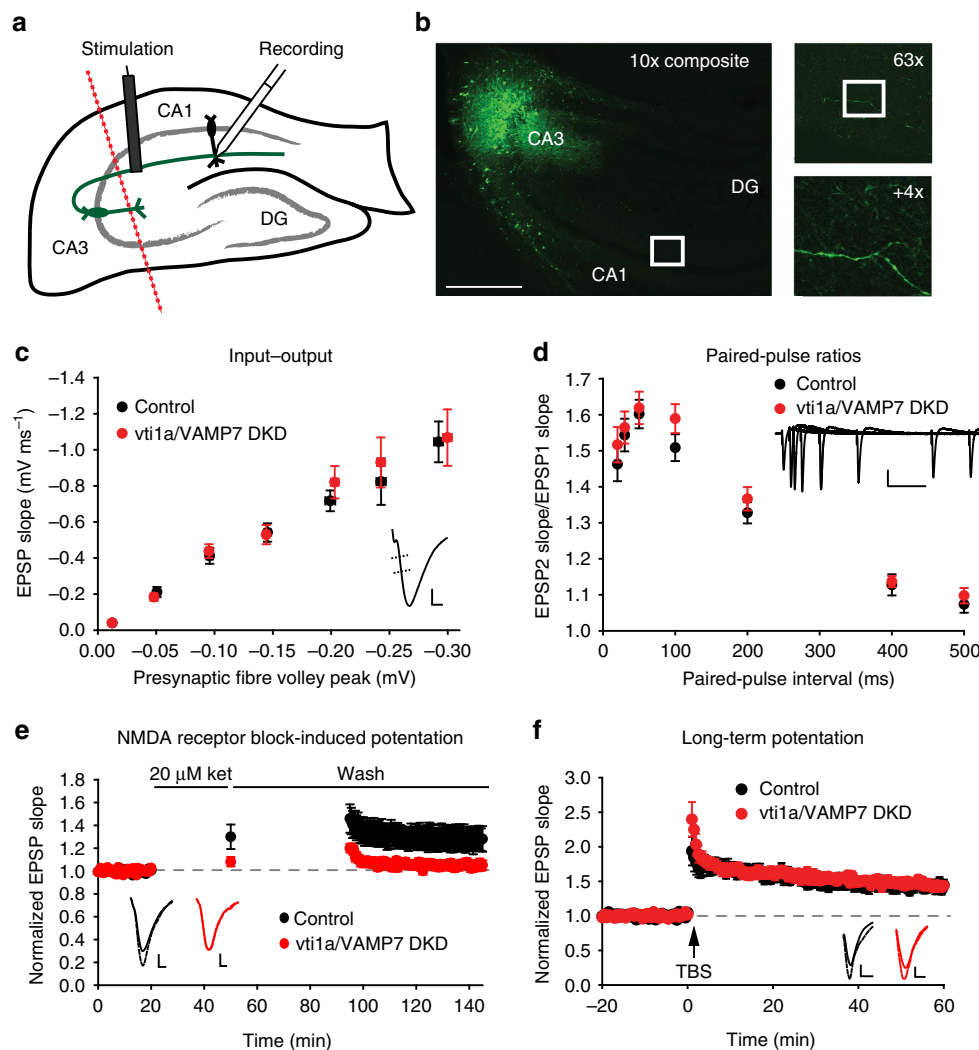 a
Stimulation
Recording
CA1
DG
CA3
b
10x composite
CA3
DG
CA1
63x
+4x
c
Input–output
–1.4
–1.2
–1.0
–0.8
–0.6
–0.4
–0.2
0.0
EPSP slope (mV ms⁻¹)
Control
vti1a/VAMP7 DKD
0.00 –0.05 –0.10 –0.15 –0.20 –0.25 –0.30
Presynaptic fibre volley peak (mV)
d
Paired-pulse ratios
1.7
1.6
1.5
1.4
1.3
1.2
1.1
1.0
EPSP2 slope/EPSP1 slope
Control
vti1a/VAMP7 DKD
0 100 200 300 400 500
Paired-pulse interval (ms)
e
NMDA receptor block-induced potentation
20 μM ket
Wash
1.8
1.6
1.4
1.2
1.0
0.8
0.6
0.4
0.2
0.0
Normalized EPSP slope
Control
vti1a/VAMP7 DKD
0 20 40 60 80 100 120 140
Time (min)
f
Long-term potentation
3.0
2.5
2.0
1.5
1.0
0.5
0.0
Normalized EPSP slope
Control
vti1a/VAMP7 DKD
TBS
–20 0 20 40 60
Time (min)